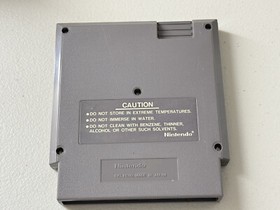 CAUTION
●DO NOT STORE IN EXTREME TEMPERATURES.
●DO NOT IMMERSE IN WATER.
●DO NOT CLEAN WITH BENZENE, THINNER,
ALCOHOL OR OTHER SUCH SOLVENTS.
Nintendo
Nintendo